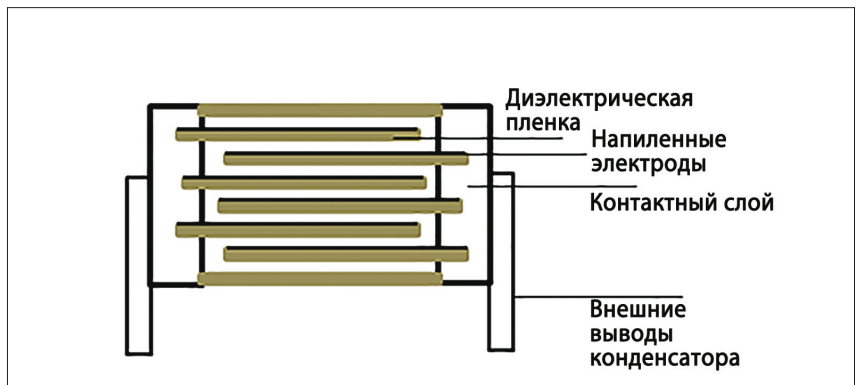 Диэлектрическая
пленка
Напиленные
электроды
Контактный слой
Внешние
выводы
конденсатора